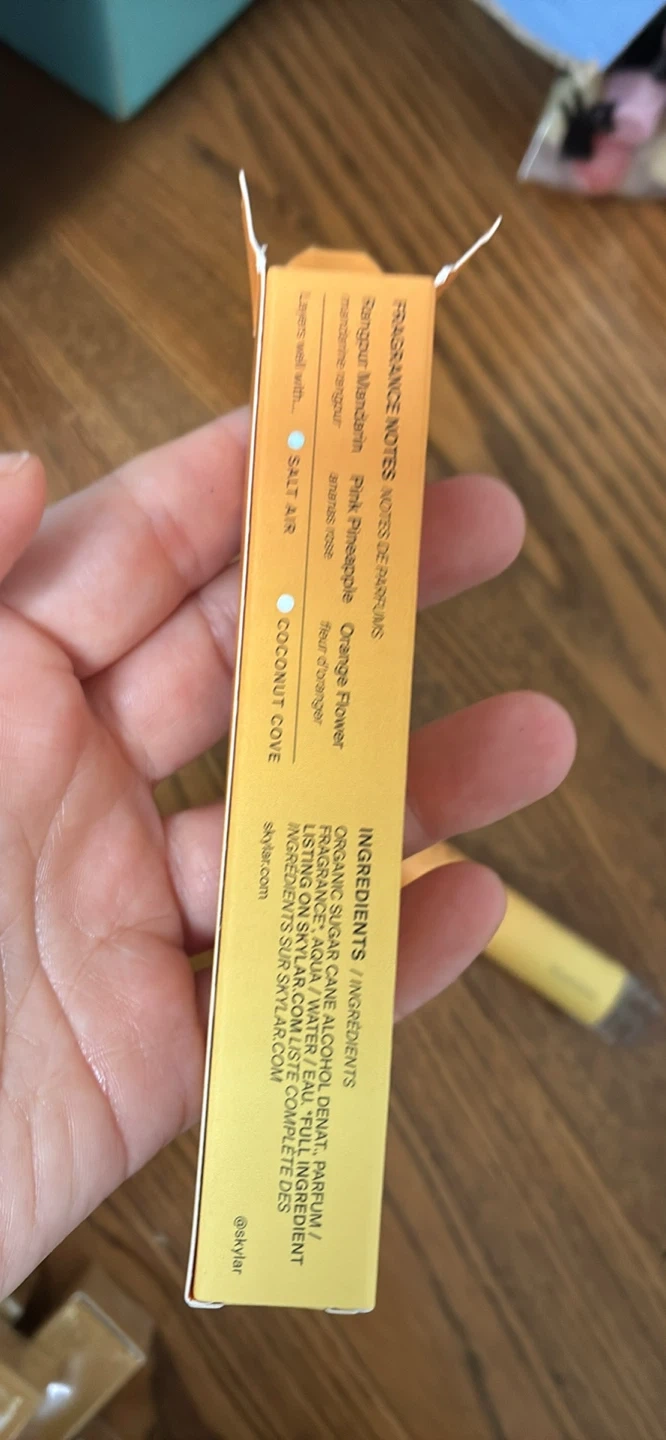 FRAGRANCE NOTES NOTES DE PARFUMS
Rangpur Mandarin Pink Pineapple Orange Flower
mandarine rangpur ananas rose fleur d'oranger
Layers well with... SALT AIR COCONUT COVE
INGREDIENTS / INGRÉDIENTS
ORGANIC SUGAR CANE ALCOHOL DENAT., PARFUM /
FRAGRANCE*, AQUA / WATER / EAU. *FULL INGREDIENT
LISTING ON SKYLAR.COM LISTE COMPLÈTE DES
INGRÉDIENTS SUR SKYLAR.COM
skylar.com @skylar